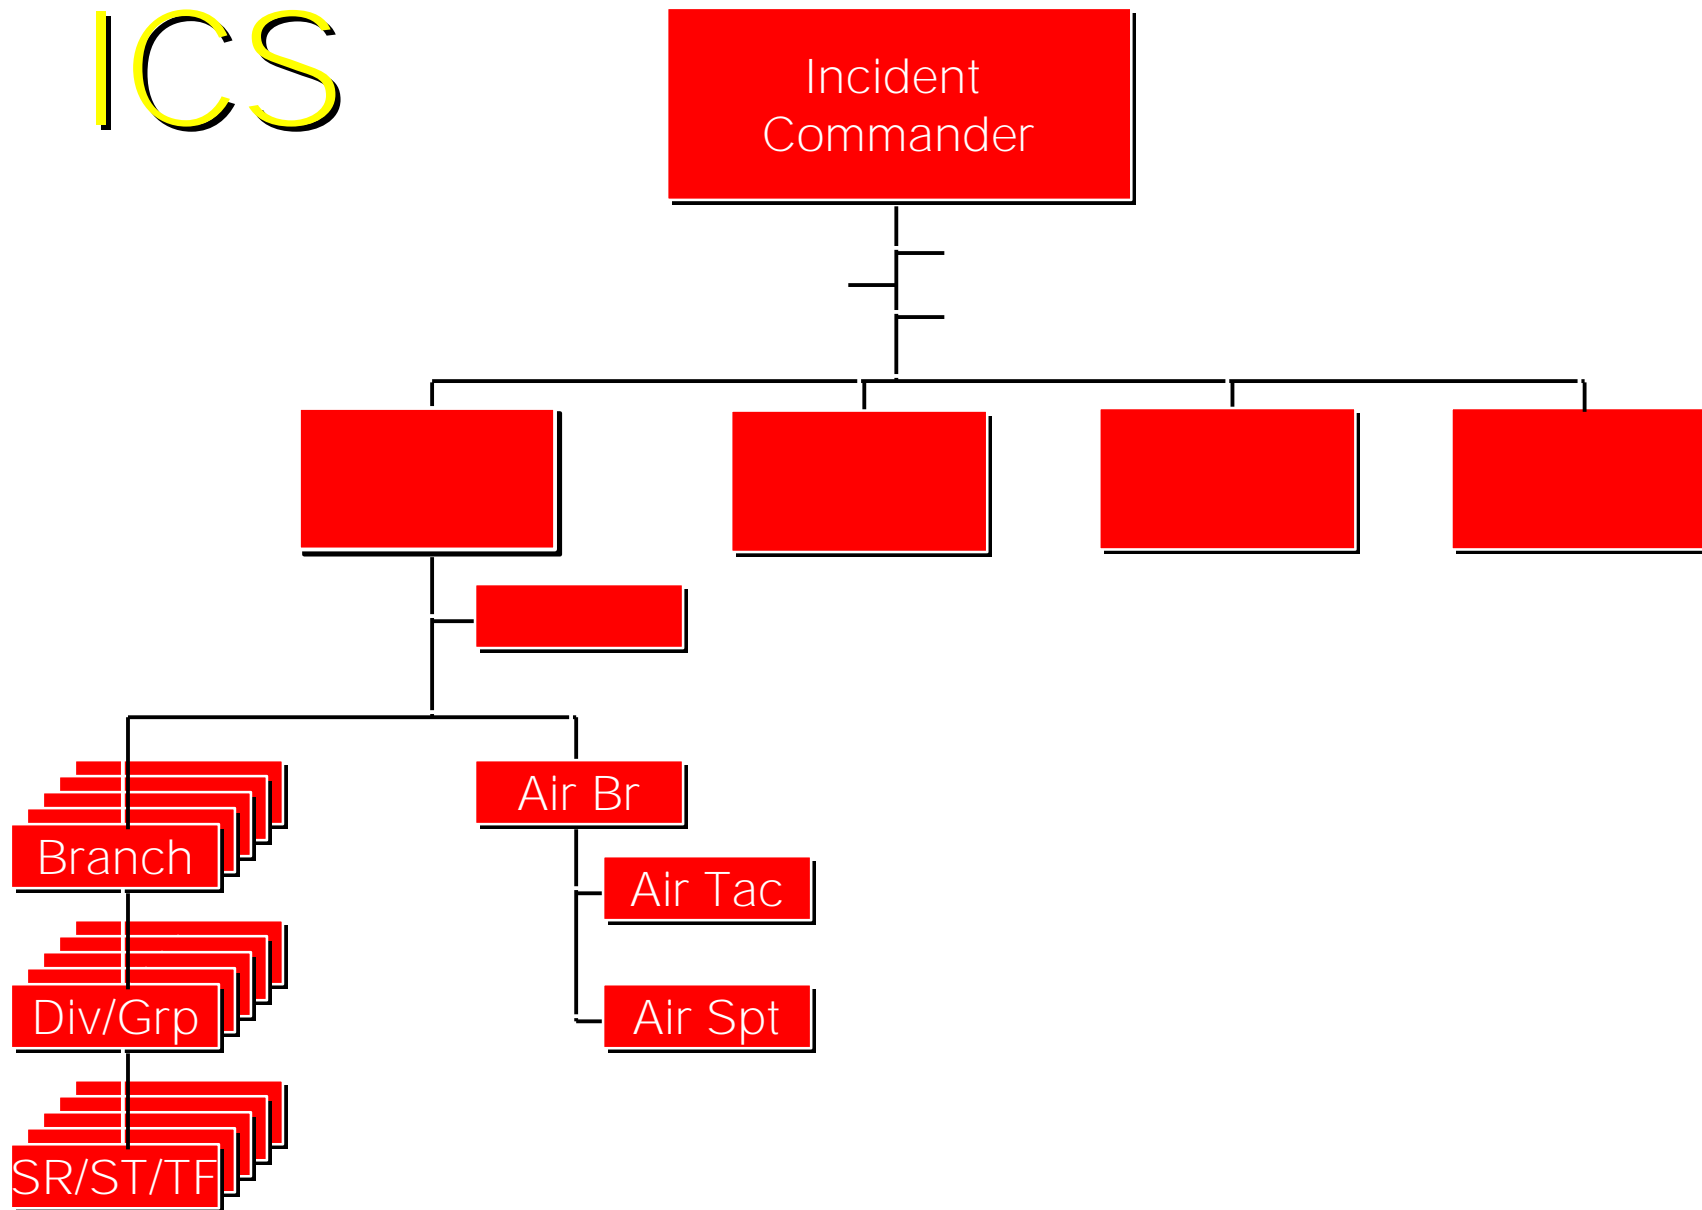 ICS
Incident
Commander
Air Br
Branch
Air Tac
Div/Grp
Air Spt
SR/ST/TF